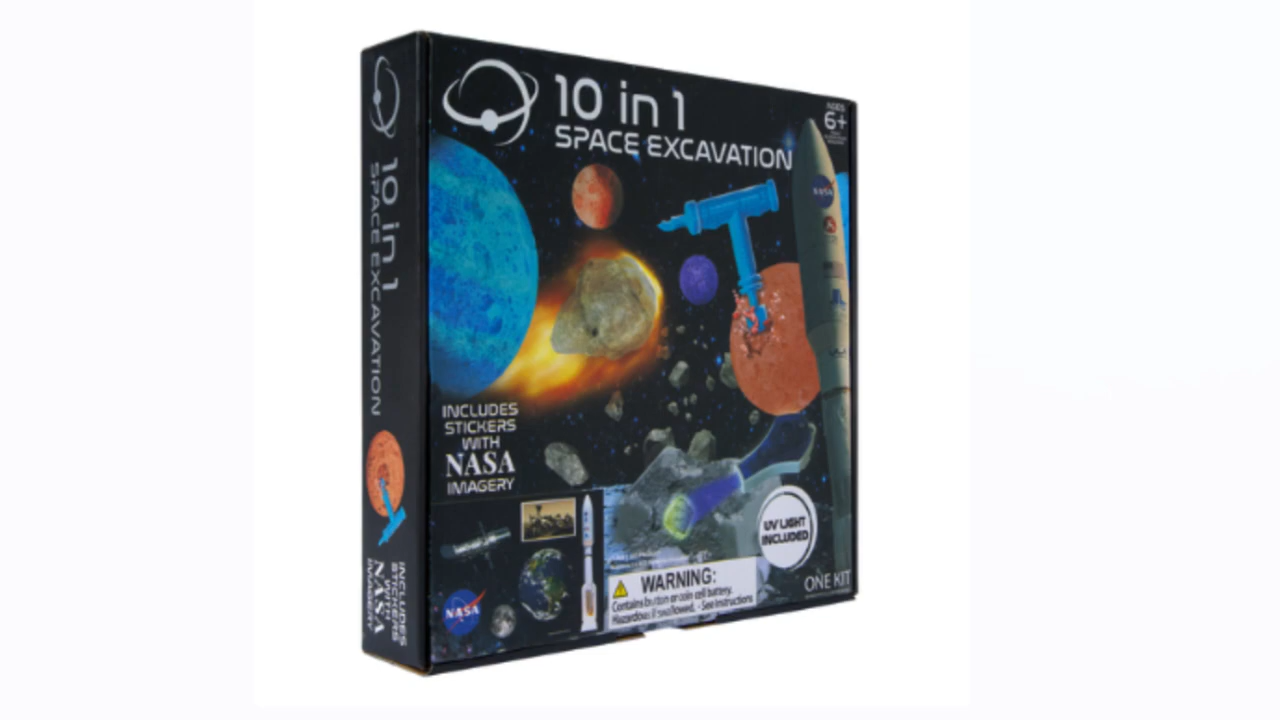 10 in 1
SPACE EXCAVATION
AGES
6+
NASA
INCLUDES
STICKERS
WITH
NASA
IMAGERY
UV LIGHT
INCLUDED
WARNING:
Contains button or coin cell battery.
Hazardous if swallowed. - See Instructions
NASA
ONE KIT
10 in 1
SPACE EXCAVATION
INCLUDES
STICKERS
WITH
NASA
IMAGERY